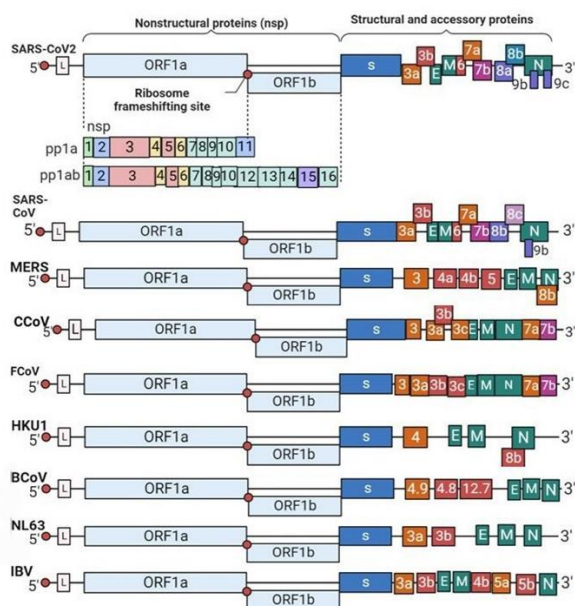 Nonstructural proteins (nsp) Structural and accessory proteins
SARS-CoV2
5' L ORF1a ORF1b S 3a 3b E M 6 7a 7b 8a 8b 9b N 9c 3'
Ribosome
frameshifting site
nsp
pp1a 1 2 3 4 5 6 7 8 9 10 11
pp1ab 1 2 3 4 5 6 7 8 9 10 12 13 14 15 16
SARS-
CoV
5' L ORF1a ORF1b S 3a 3b E M 6 7a 7b 8b 8c N 9b 3'
MERS
5' L ORF1a ORF1b S 3 4a 4b 5 E M N 8b 3'
CCoV
5' L ORF1a ORF1b S 3 3a 3b 3c E M N 7a 7b 3'
FCoV
5' L ORF1a ORF1b S 3 3a 3b 3c E M N 7a 7b 3'
HKU1
5' L ORF1a ORF1b S 4 E M N 8b 3'
BCoV
5' L ORF1a ORF1b S 4.9 4.8 12.7 E M N 3'
NL63
5' L ORF1a ORF1b S 3a 3b E M N 3'
IBV
5' L ORF1a ORF1b S 3a 3b E M 4b 5a 5b N 3'